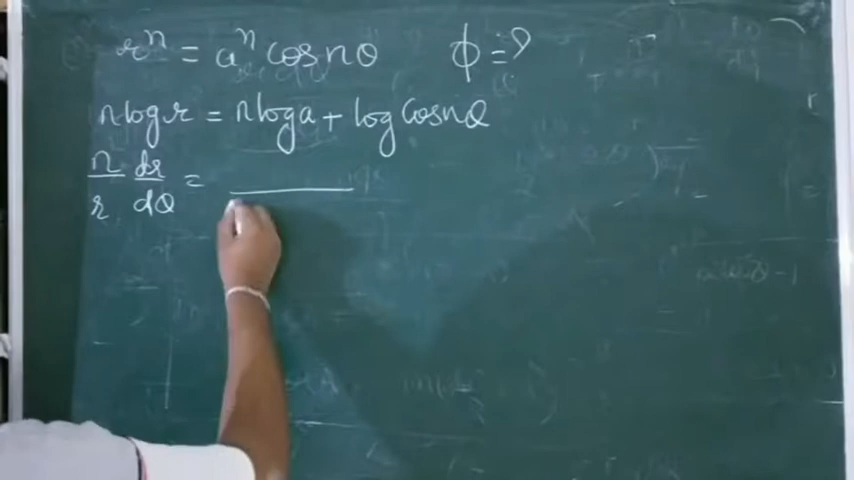 rⁿ = aⁿ cos nθ φ = ?
n log r = n log a + log cos nθ
n/r dr/dθ =